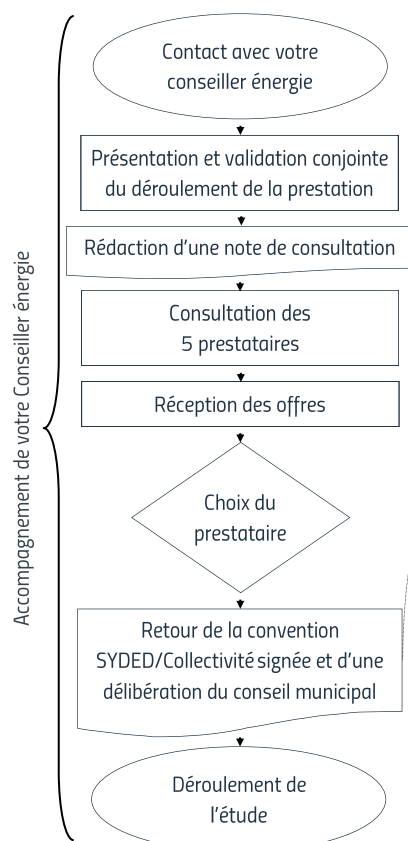 Contact avec votre
conseiller énergie
Présentation et validation conjointe
du déroulement de la prestation
Rédaction d'une note de consultation
Consultation des
5 prestataires
Réception des offres
Choix du
prestataire
Retour de la convention
SYDED/Collectivité signée et d'une
délibération du conseil municipal
Déroulement de
l'étude
Accompagnement de votre Conseiller énergie